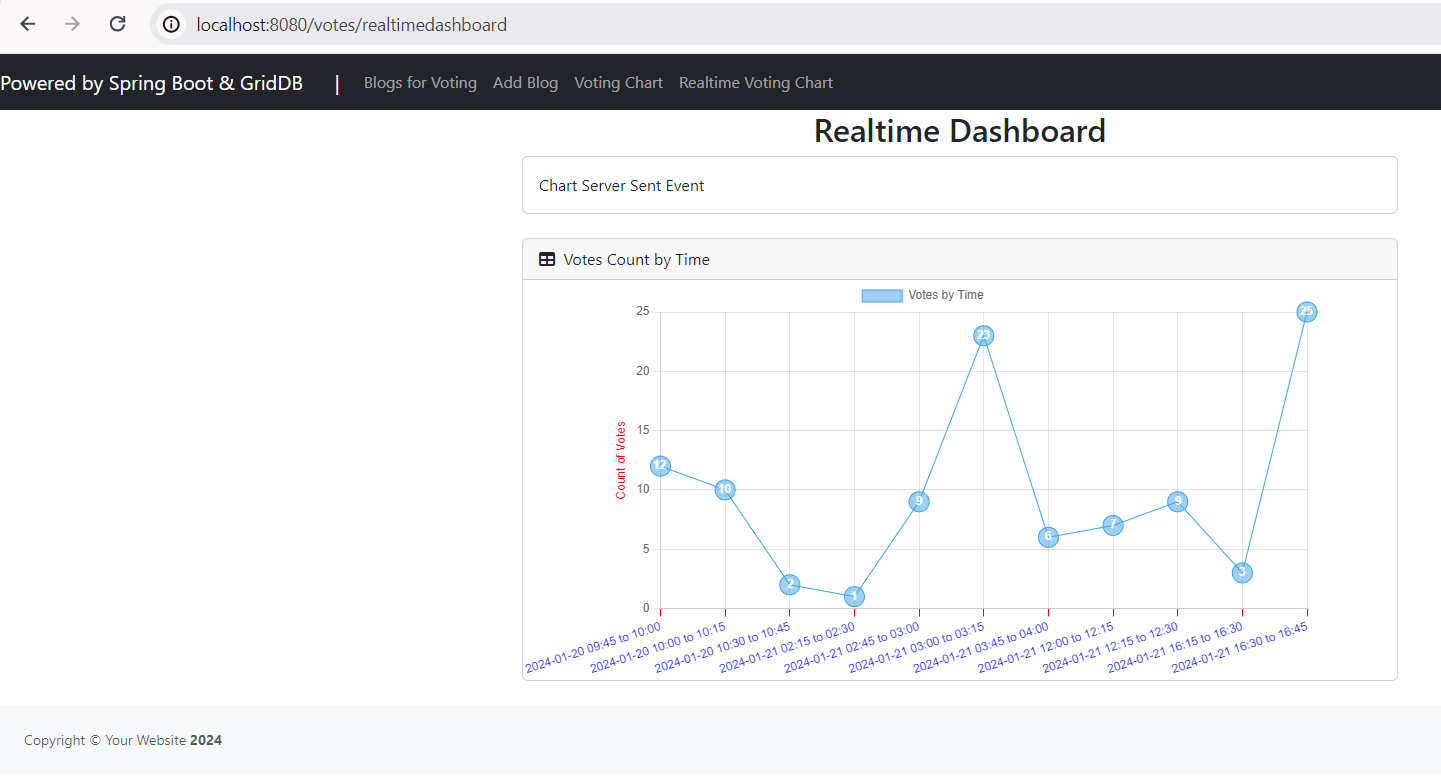 localhost:8080/votes/realtimedashboard
Powered by Spring Boot & GridDB | Blogs for Voting Add Blog Voting Chart Realtime Voting Chart
Realtime Dashboard
Chart Server Sent Event
Votes Count by Time
Votes by Time
25
20
15
10
5
0
Count of Votes
12
10
2
1
9
23
6
7
9
3
25
2024-01-20 09:45 to 10:00
2024-01-20 10:00 to 10:15
2024-01-20 10:30 to 10:45
2024-01-21 02:15 to 02:30
2024-01-21 02:45 to 03:00
2024-01-21 03:00 to 03:15
2024-01-21 03:45 to 04:00
2024-01-21 12:00 to 12:15
2024-01-21 12:15 to 12:30
2024-01-21 16:15 to 16:30
2024-01-21 16:30 to 16:45
Copyright © Your Website 2024